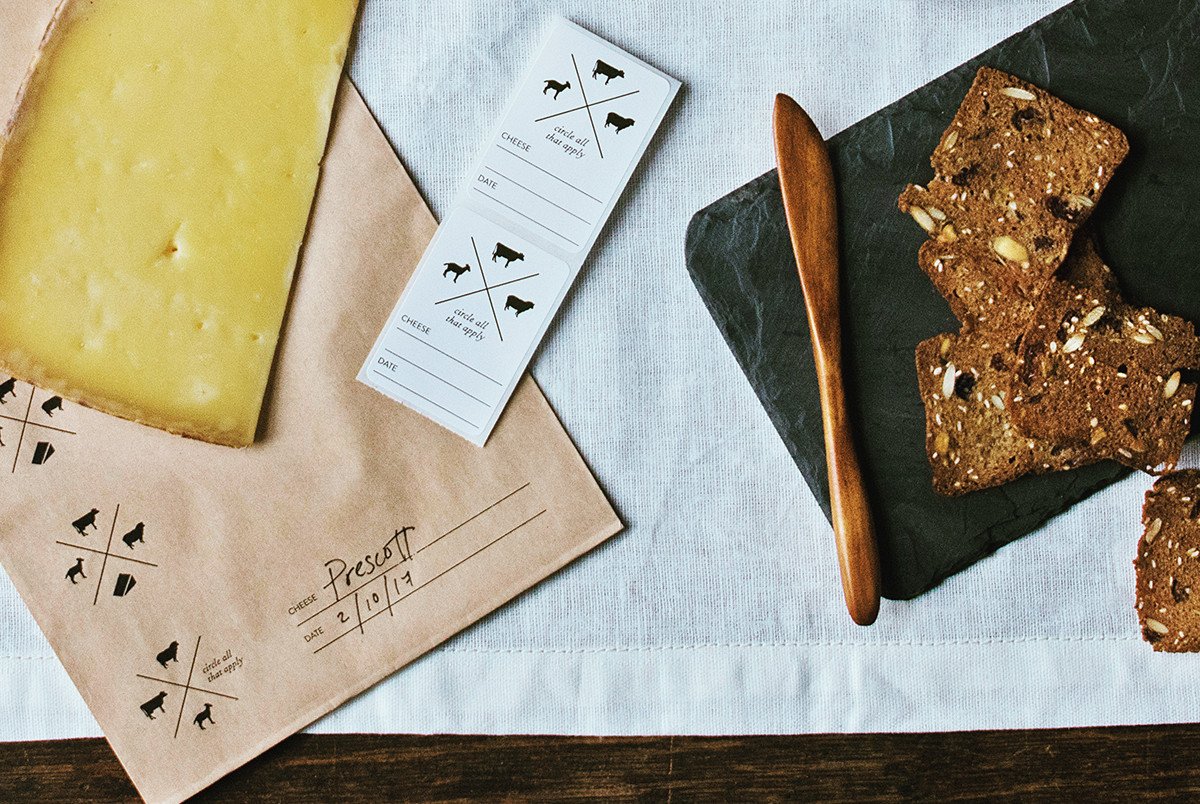 circle all
that apply
CHEESE
DATE
circle all
that apply
CHEESE
DATE
CHEESE Prescott
DATE 2/10/17
circle all
that apply